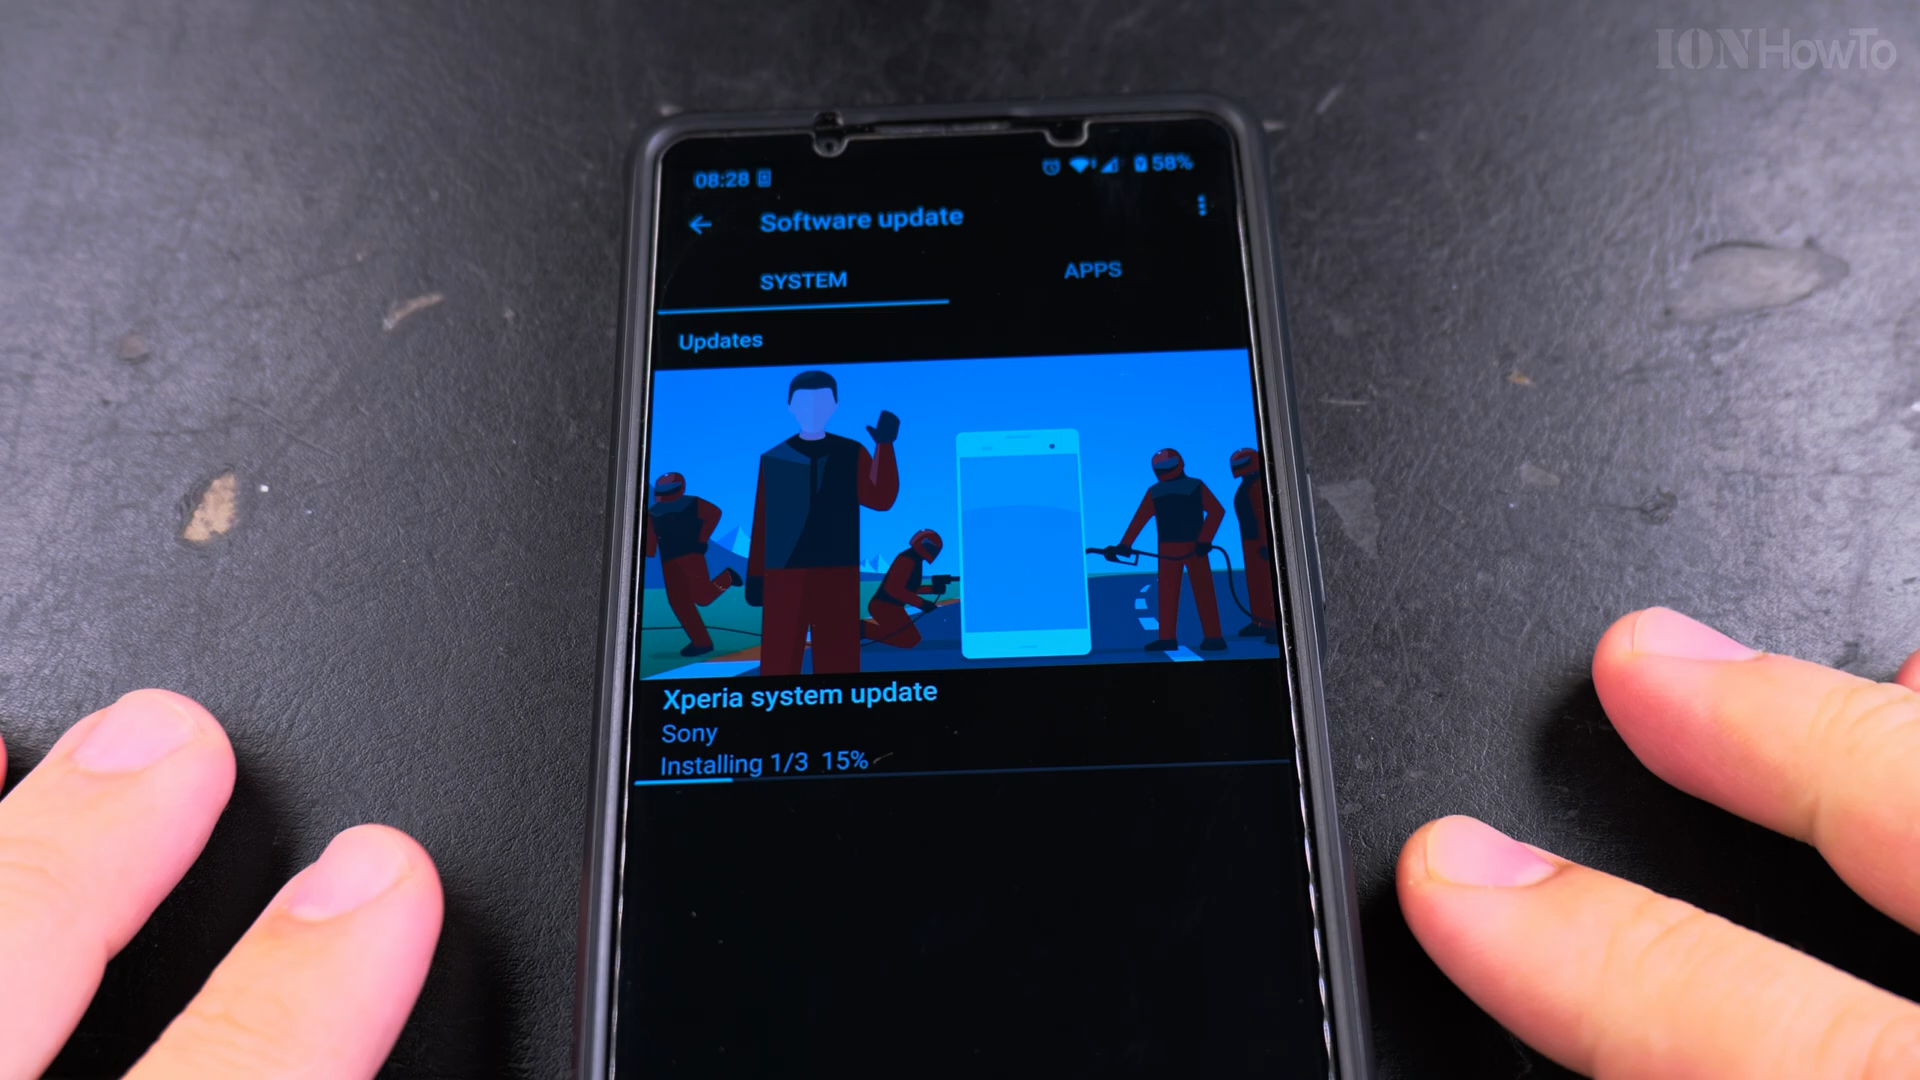 IONHowTo
08:28
58%
Software update
SYSTEM
APPS
Updates
Xperia system update
Sony
Installing 1/3 15%